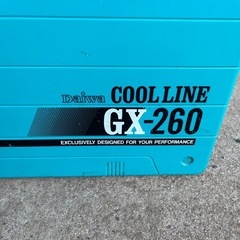 Daiwa COOL LINE
GX-260
EXCLUSIVELY DESIGNED FOR YOUR PERFORMANCE